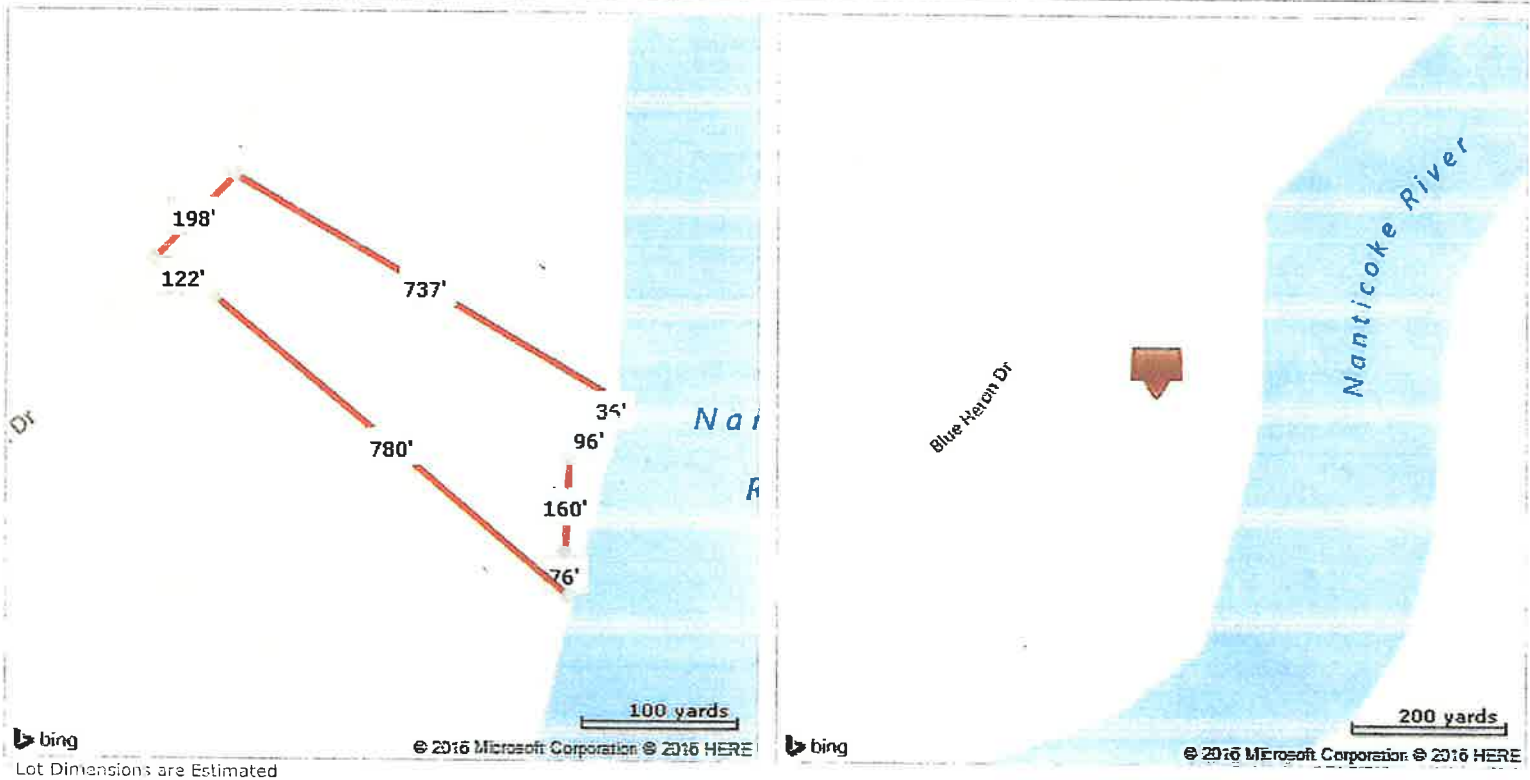 198'
122'
737'
Dr
96'
780'
160'
76'
Nan
R
100 yards
bing
© 2016 Microsoft Corporation © 2016 HERE
Lot Dimensions are Estimated
Nanticoke River
Blue Heron Dr
200 yards
bing
© 2016 Microsoft Corporation © 2016 HERE